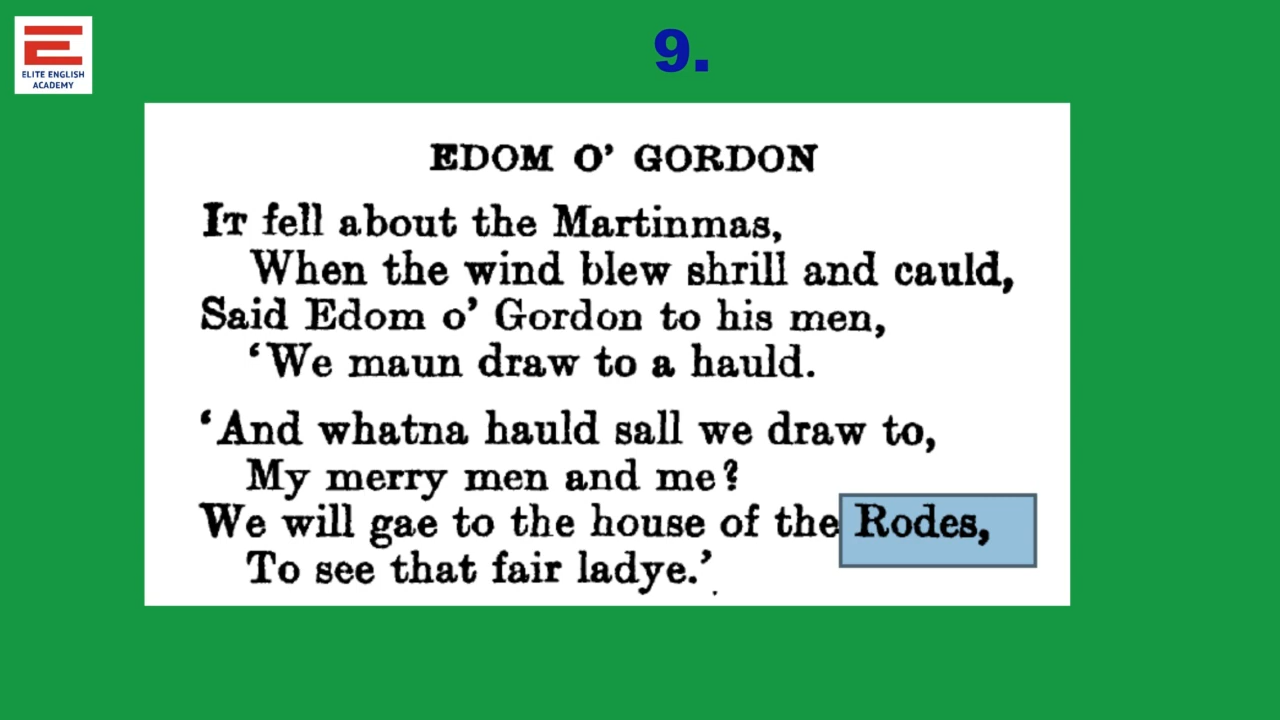 ELITE ENGLISH
ACADEMY
9.
EDOM O' GORDON
IT fell about the Martinmas,
When the wind blew shrill and cauld,
Said Edom o' Gordon to his men,
‘We maun draw to a hauld.
‘And whatna hauld sall we draw to,
My merry men and me?
We will gae to the house of the Rodes,
To see that fair ladye.’